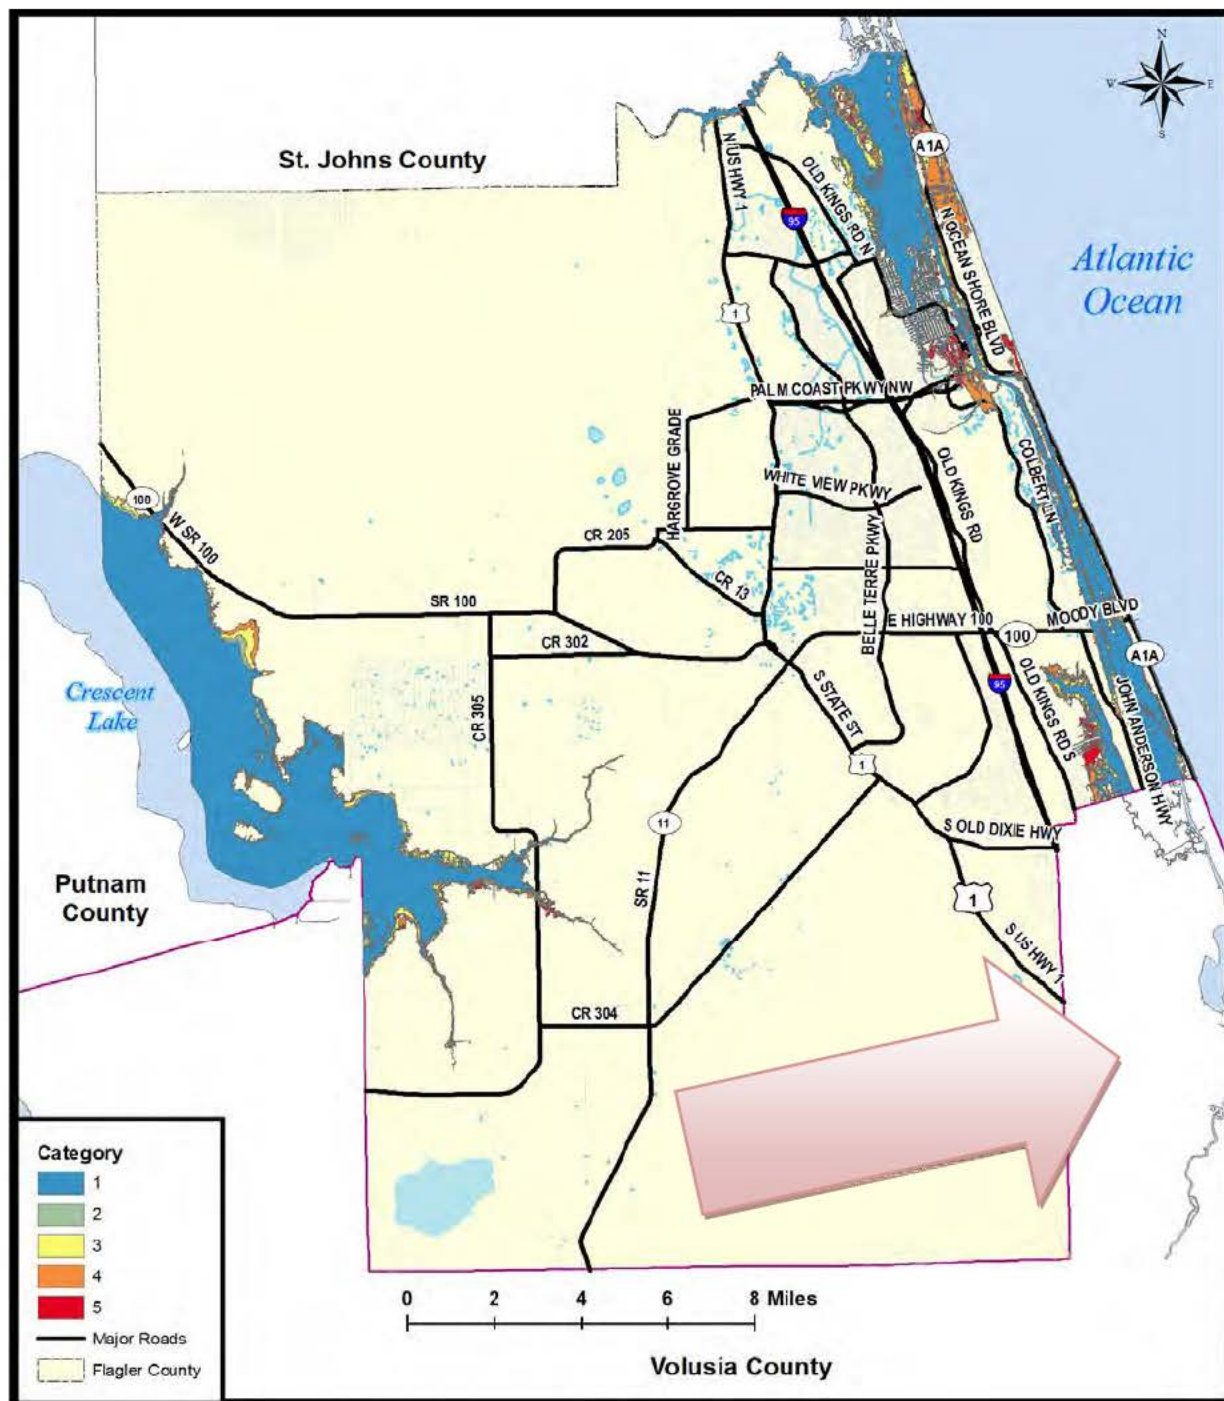 N
W
E
S
St. Johns County
A1A
N US HWY 1
OLD KINGS RD N
95
N OCEAN SHORE BLVD
Atlantic
Ocean
1
PALM COAST PKWY NW
HARGROVE GRADE
WHITE VIEW PKWY
OLD KINGS RD
COLBERT LN
100
W SR 100
CR 205
CR 13
BELLE TERRE PKWY
SR 100
E HIGHWAY 100
100
MOODY BLVD
CR 302
A1A
Crescent
Lake
CR 305
S STATE ST
95
OLD KINGS RD S
JOHN ANDERSON HWY
1
11
S OLD DIXIE HWY
Putnam
County
SR 11
1
S US HWY 1
CR 304
Category
1
2
3
4
5
Major Roads
Flagler County
0 2 4 6 8 Miles
Volusia County